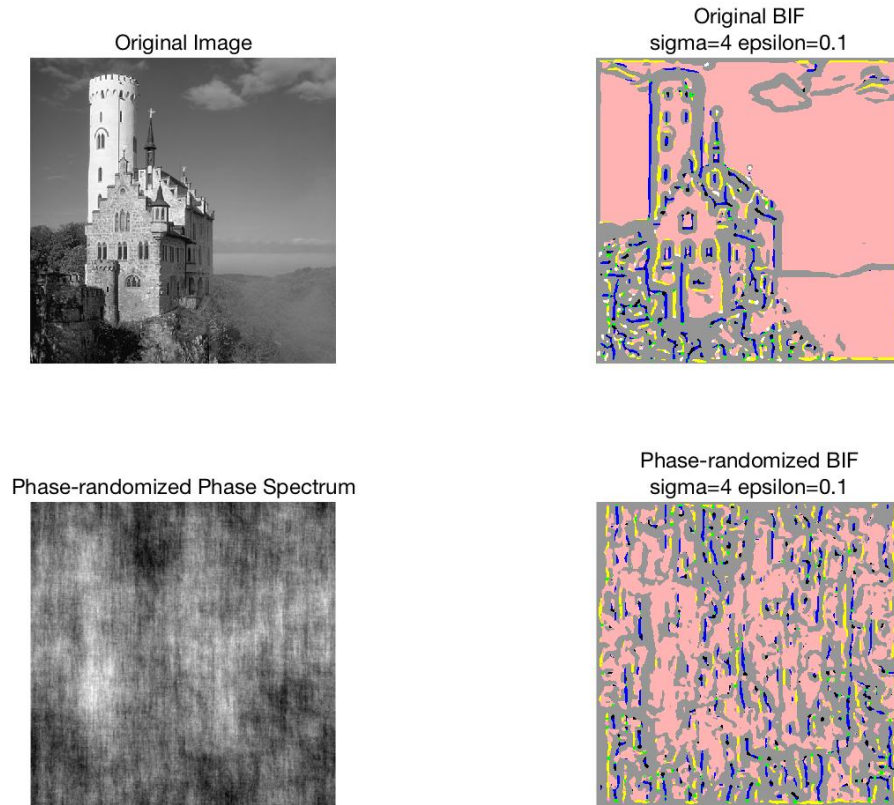 Original Image
Original BIF
sigma=4 epsilon=0.1
Phase-randomized Phase Spectrum
Phase-randomized BIF
sigma=4 epsilon=0.1